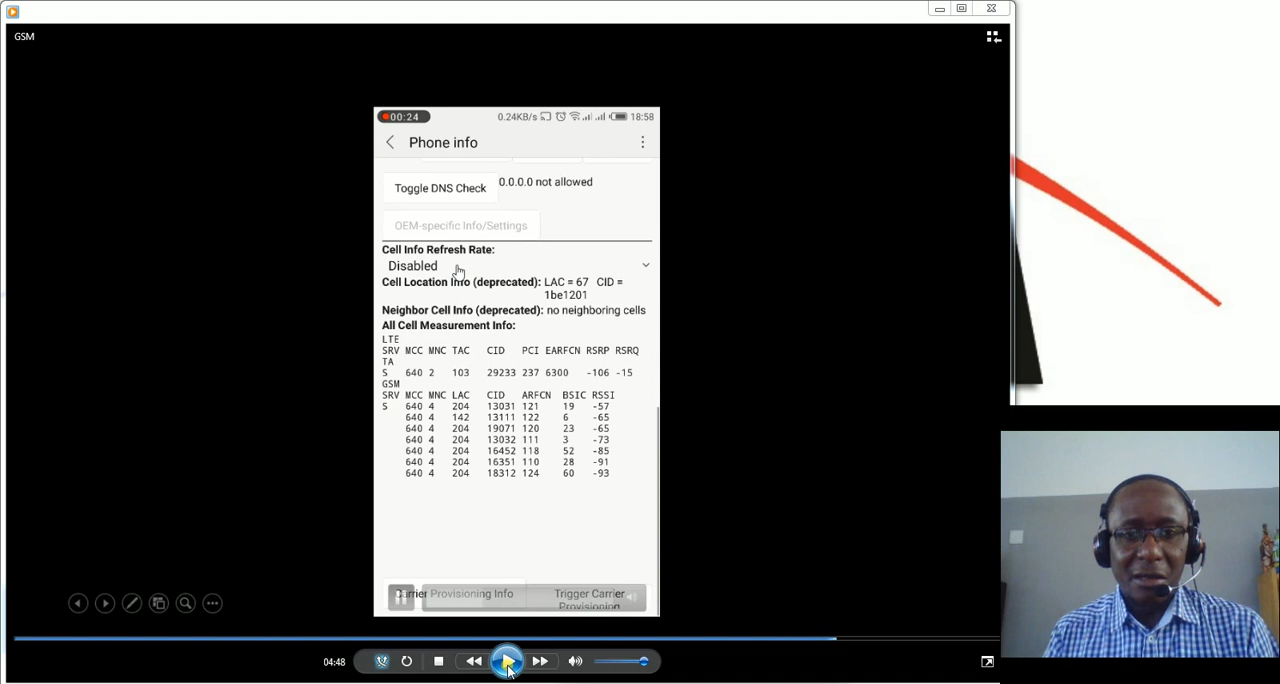 GSM
00:24 0.24KB/s 18:58
Phone info
Toggle DNS Check 0.0.0.0 not allowed
OEM-specific Info/Settings
Cell Info Refresh Rate:
Disabled
Cell Location Info (deprecated): LAC = 67 CID =
1be1201
Neighbor Cell Info (deprecated): no neighboring cells
All Cell Measurement Info:
LTE
SRV MCC MNC TAC CID PCI EARFCN RSRP RSRQ
TA
S 640 2 103 29233 237 6300 -106 -15
GSM
SRV MCC MNC LAC CID ARFCN BSIC RSSI
S 640 4 204 13031 121 19 -57
640 4 142 13111 122 6 -65
640 4 204 19071 120 23 -65
640 4 204 13032 111 3 -73
640 4 204 16452 118 52 -85
640 4 204 16351 110 28 -91
640 4 204 18312 124 60 -93
Carrier Provisioning Info Trigger Carrier
Provisioning
04:48